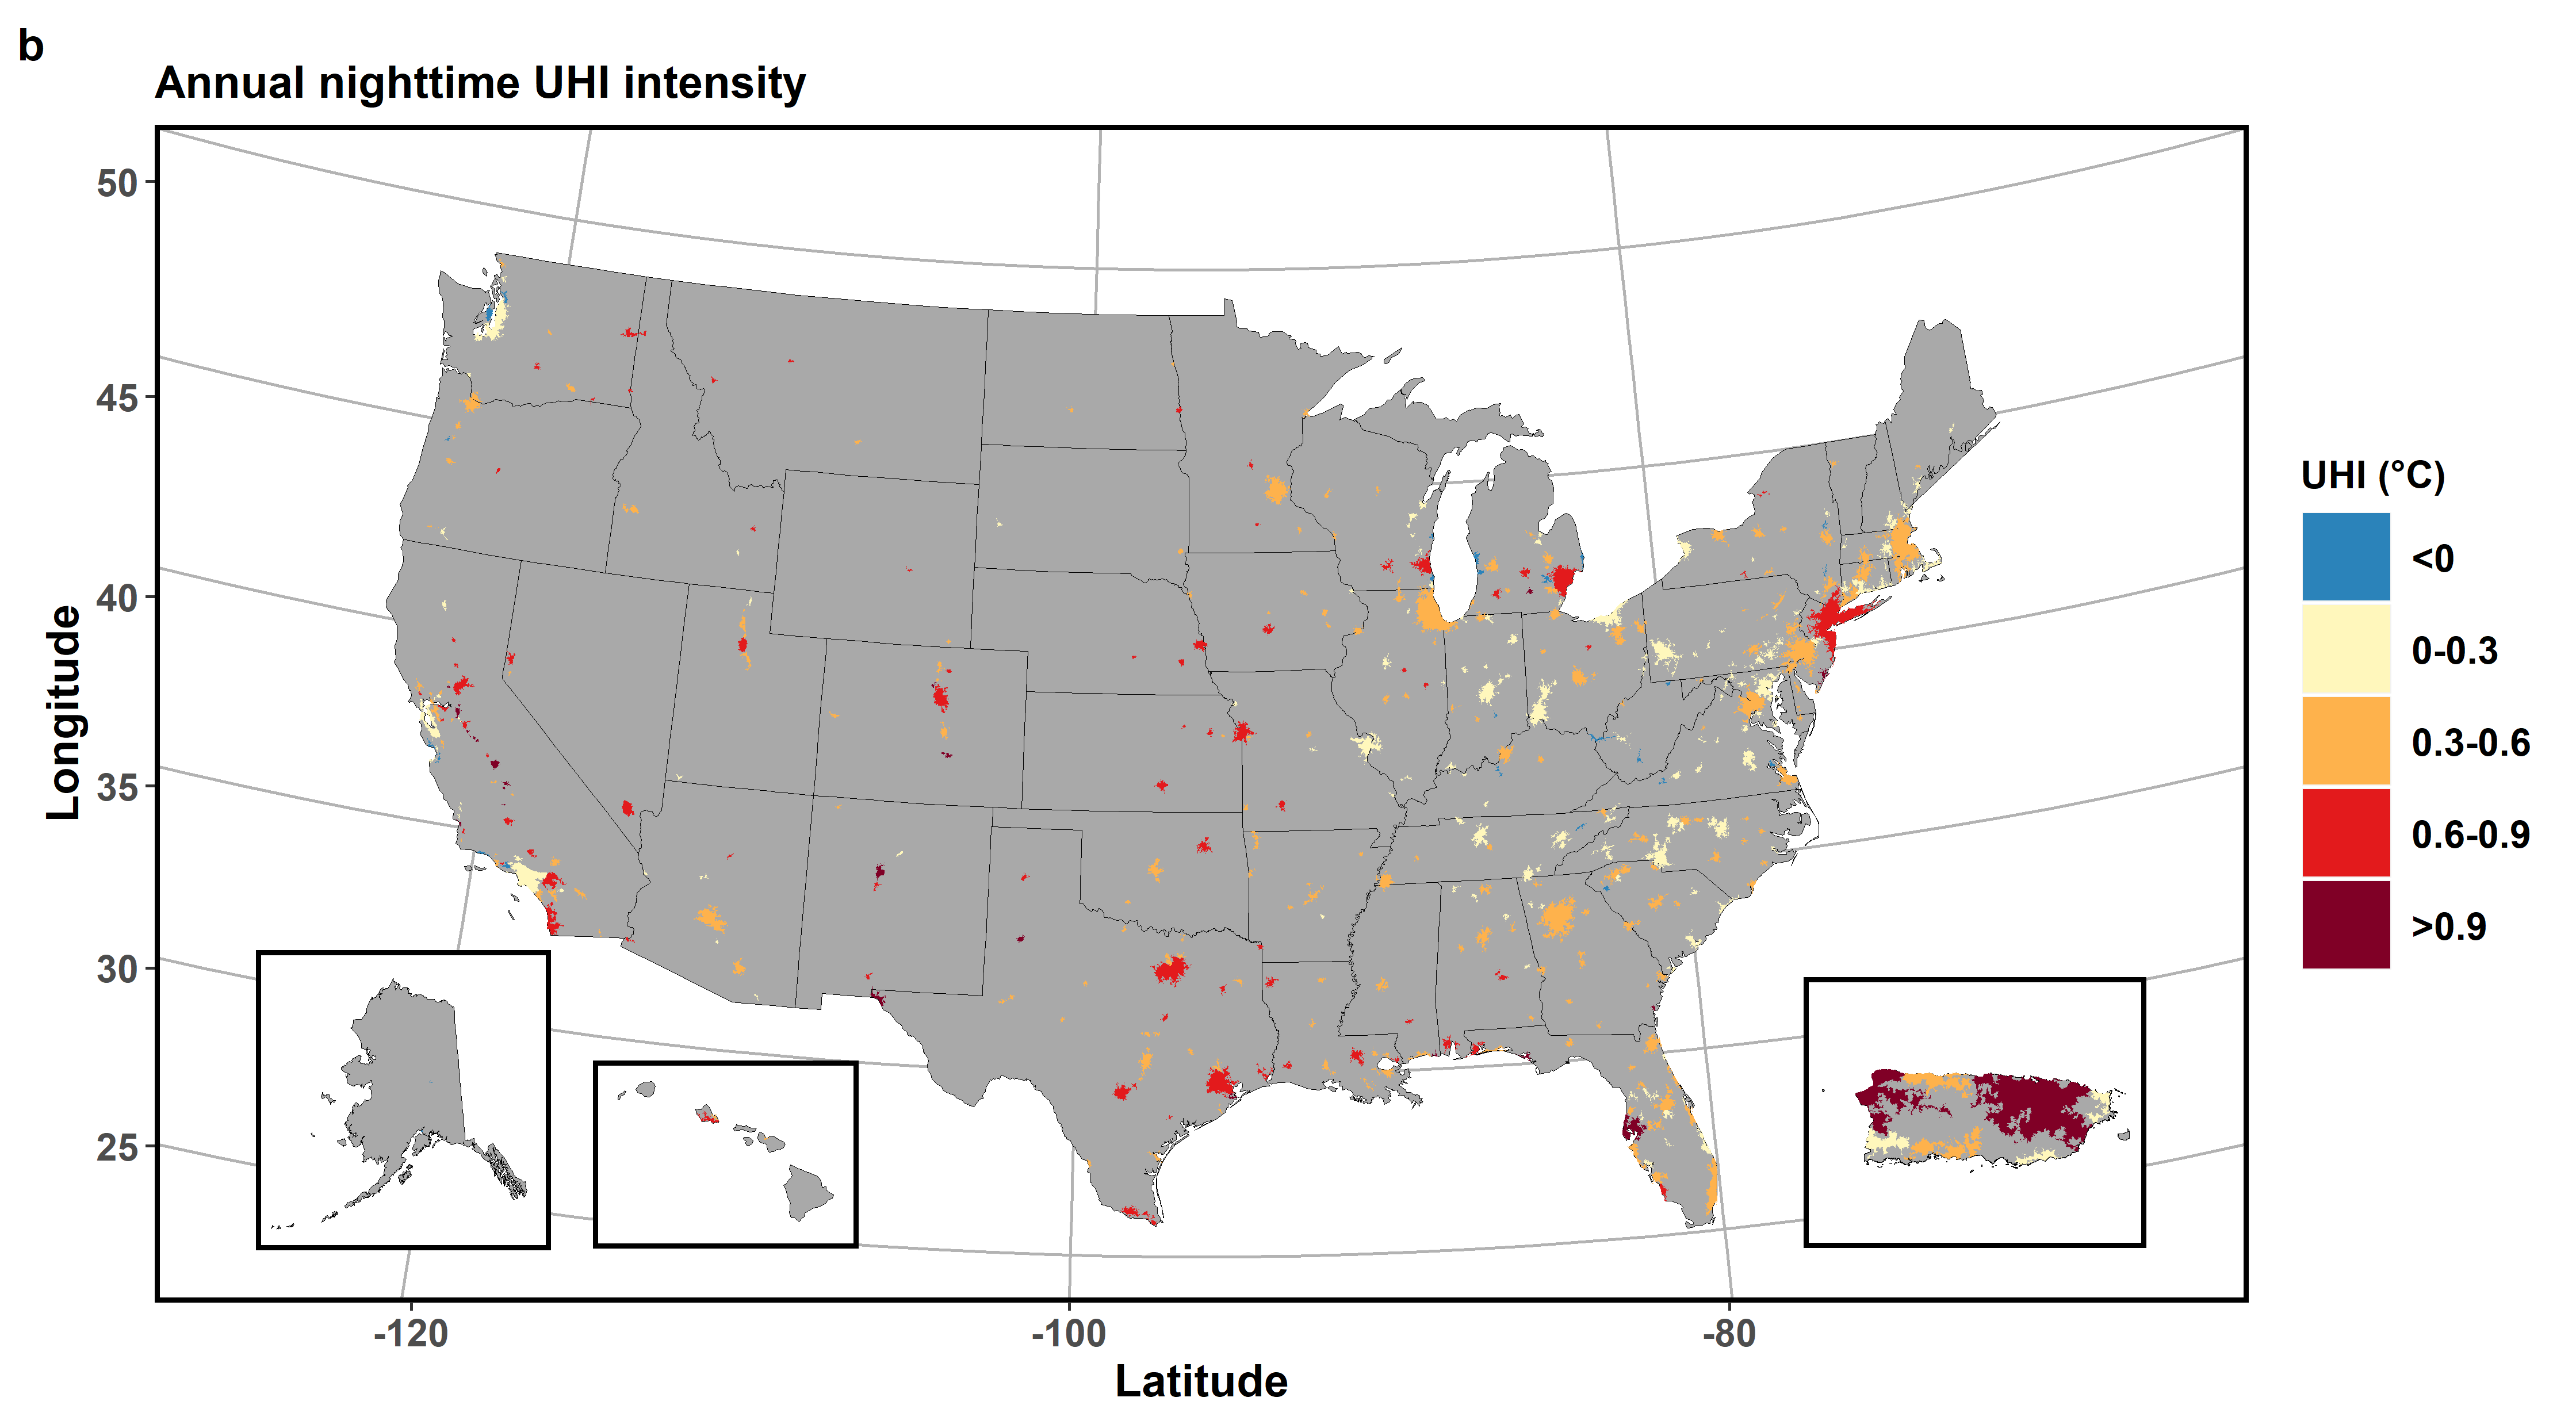 b
Annual nighttime UHI intensity
50
45
40
35
30
25
Longitude
-120
-100
-80
Latitude
UHI (°C)
<0
0-0.3
0.3-0.6
0.6-0.9
>0.9